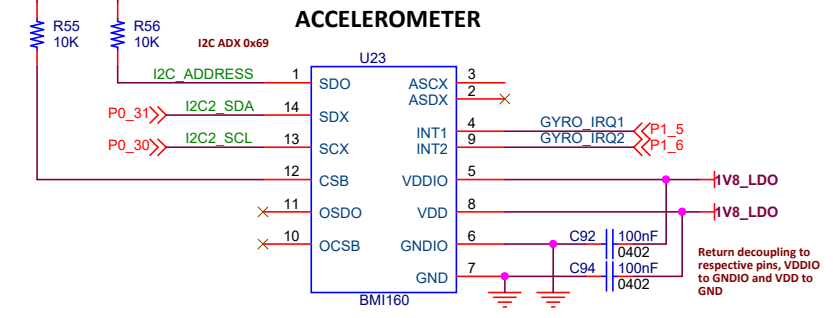 ACCELEROMETER
R55
10K
R56
10K
I2C ADX 0x69
U23
I2C_ADDRESS
1
SDO
ASCX
3
ASDX
2
P0_31
I2C2_SDA
14
SDX
INT1
4
GYRO_IRQ1
P1_5
P0_30
I2C2_SCL
13
SCX
INT2
9
GYRO_IRQ2
P1_6
12
CSB
VDDIO
5
1V8_LDO
11
OSDO
VDD
8
1V8_LDO
10
OCSB
GNDIO
6
C92
100nF
0402
GND
7
C94
100nF
0402
BMI160
Return decoupling to
respective pins, VDDIO
to GNDIO and VDD to
GND